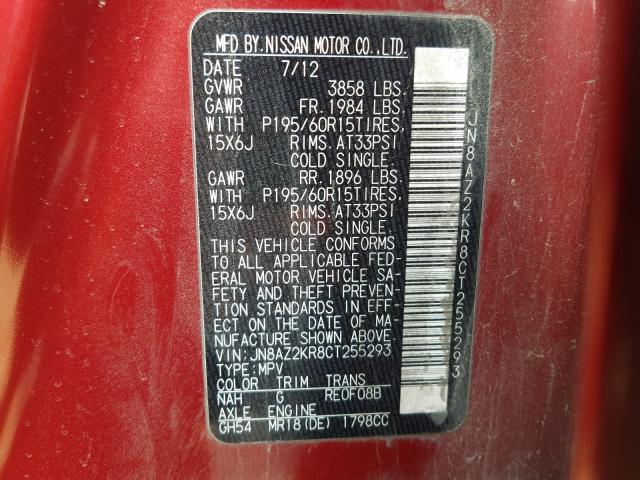 MFD BY.NISSAN MOTOR CO.,LTD.
DATE 7/12
GVWR 3858 LBS.
GAWR FR.1984 LBS.
WITH P195/60R15TIRES,
15X6J RIMS.AT33PSI
COLD SINGLE.
GAWR RR.1896 LBS.
WITH P195/60R15TIRES,
15X6J RIMS.AT33PSI
COLD SINGLE.
THIS VEHICLE CONFORMS
TO ALL APPLICABLE FED-
ERAL MOTOR VEHICLE SA-
FETY AND THEFT PREVEN-
TION STANDARDS IN EFF-
ECT ON THE DATE OF MA-
NUFACTURE SHOWN ABOVE.
VIN:JN8AZ2KR8CT255293
TYPE:MPV
COLOR TRIM TRANS
NAH G RE0F08B
AXLE ENGINE
GH54 MR18(DE) 1798CC
JN8AZ2KR8CT255293